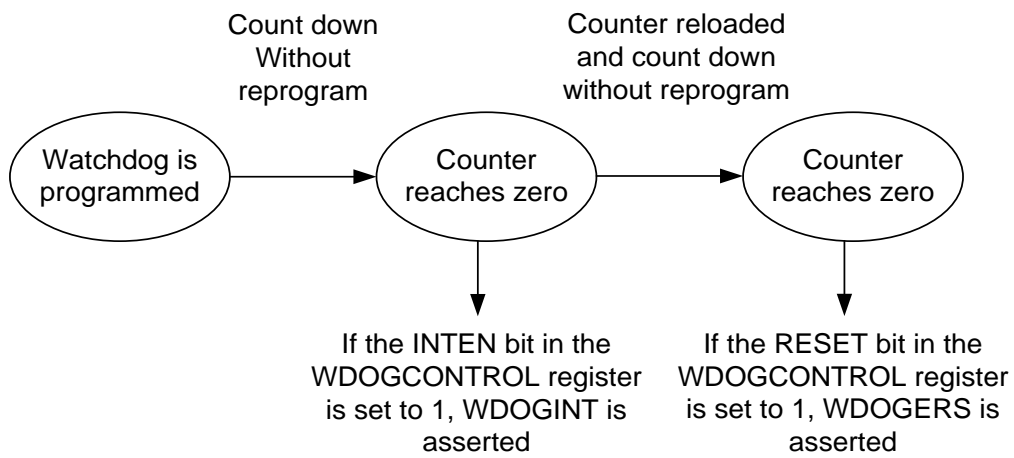 Count down
Without
reprogram
Counter reloaded
and count down
without reprogram
Watchdog is
programmed
Counter
reaches zero
Counter
reaches zero
If the INTEN bit in the
WDOGCONTROL register
is set to 1, WDOGINT is
asserted
If the RESET bit in the
WDOGCONTROL register
is set to 1, WDOGERS is
asserted